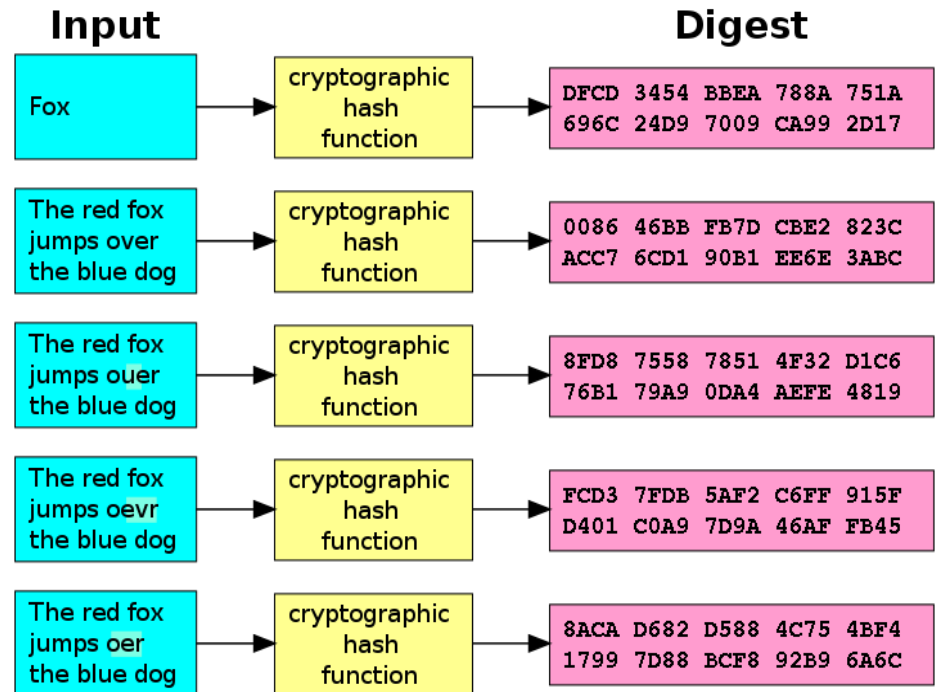 Input
Digest
Fox
cryptographic
hash
function
DFCD 3454 BBEA 788A 751A
696C 24D9 7009 CA99 2D17
The red fox
jumps over
the blue dog
cryptographic
hash
function
0086 46BB FB7D CBE2 823C
ACC7 6CD1 90B1 EE6E 3ABC
The red fox
jumps ouer
the blue dog
cryptographic
hash
function
8FD8 7558 7851 4F32 D1C6
76B1 79A9 0DA4 AEFE 4819
The red fox
jumps oevr
the blue dog
cryptographic
hash
function
FCD3 7FDB 5AF2 C6FF 915F
D401 C0A9 7D9A 46AF FB45
The red fox
jumps oer
the blue dog
cryptographic
hash
function
8ACA D682 D588 4C75 4BF4
1799 7D88 BCF8 92B9 6A6C